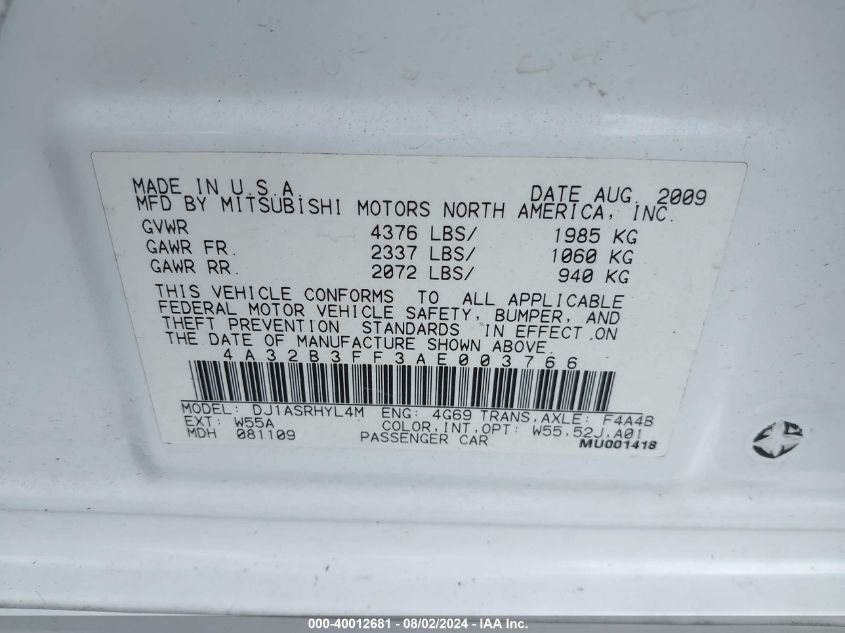 MADE IN U.S.A. DATE AUG, 2009
MFD BY MITSUBISHI MOTORS NORTH AMERICA, INC.
GVWR 4376 LBS/ 1985 KG
GAWR FR. 2337 LBS/ 1060 KG
GAWR RR. 2072 LBS/ 940 KG
THIS VEHICLE CONFORMS TO ALL APPLICABLE
FEDERAL MOTOR VEHICLE SAFETY, BUMPER, AND
THEFT PREVENTION STANDARDS IN EFFECT ON
THE DATE OF MANUFACTURE SHOWN ABOVE.
4A32B3FF3AE003766
MODEL: DJ1ASRHYL4M ENG: 4G69 TRANS,AXLE: F4A4B
EXT: W55A COLOR,INT,OPT: W55,52J,A01
MDH 081109 PASSENGER CAR MU001418
000-40012681 - 08/02/2024 - IAA Inc.